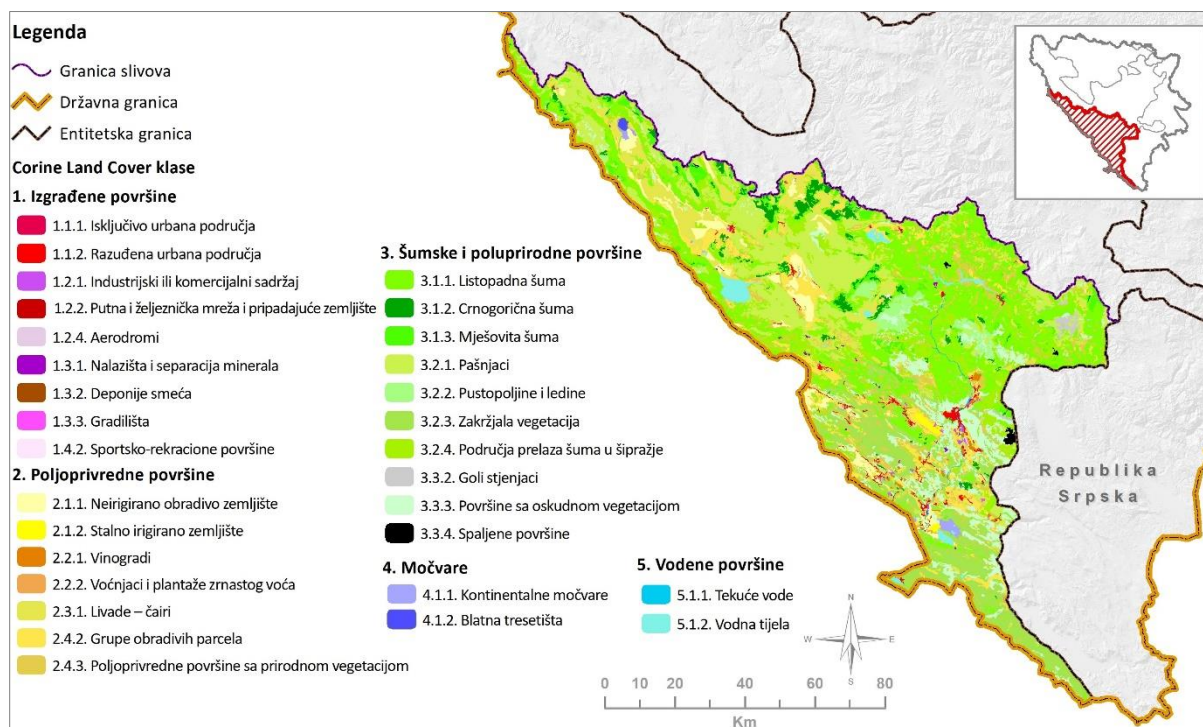 Legenda
Granica slivova
Državna granica
Entitetska granica
Corine Land Cover klase
1. Izgrađene površine
1.1.1. Isključivo urbana područja
1.1.2. Razuđena urbana područja
1.2.1. Industrijski ili komercijalni sadržaj
1.2.2. Putna i željeznička mreža i pripadajuće zemljište
1.2.4. Aerodromi
1.3.1. Nalazišta i separacija minerala
1.3.2. Deponije smeća
1.3.3. Gradilišta
1.4.2. Sportsko-rekracione površine
2. Poljoprivredne površine
2.1.1. Neirigirano obradivo zemljište
2.1.2. Stalno irigirano zemljište
2.2.1. Vinogradi
2.2.2. Voćnjaci i plantaže zrnastog voća
2.3.1. Livade – čairi
2.4.2. Grupe obradivih parcela
2.4.3. Poljoprivredne površine sa prirodnom vegetacijom
3. Šumske i poluprirodne površine
3.1.1. Listopadna šuma
3.1.2. Crnogorična šuma
3.1.3. Mješovita šuma
3.2.1. Pašnjaci
3.2.2. Pustopoljine i ledine
3.2.3. Zakržjala vegetacija
3.2.4. Područja prelaza šuma u šipražje
3.3.2. Goli stjenjaci
3.3.3. Površine sa oskudnom vegetacijom
3.3.4. Spaljene površine
4. Močvare
4.1.1. Kontinentalne močvare
4.1.2. Blatna tresetišta
5. Vodene površine
5.1.1. Tekuće vode
5.1.2. Vodna tijela
Republika
Srpska
N
W E
S
0 10 20 40 60 80
Km